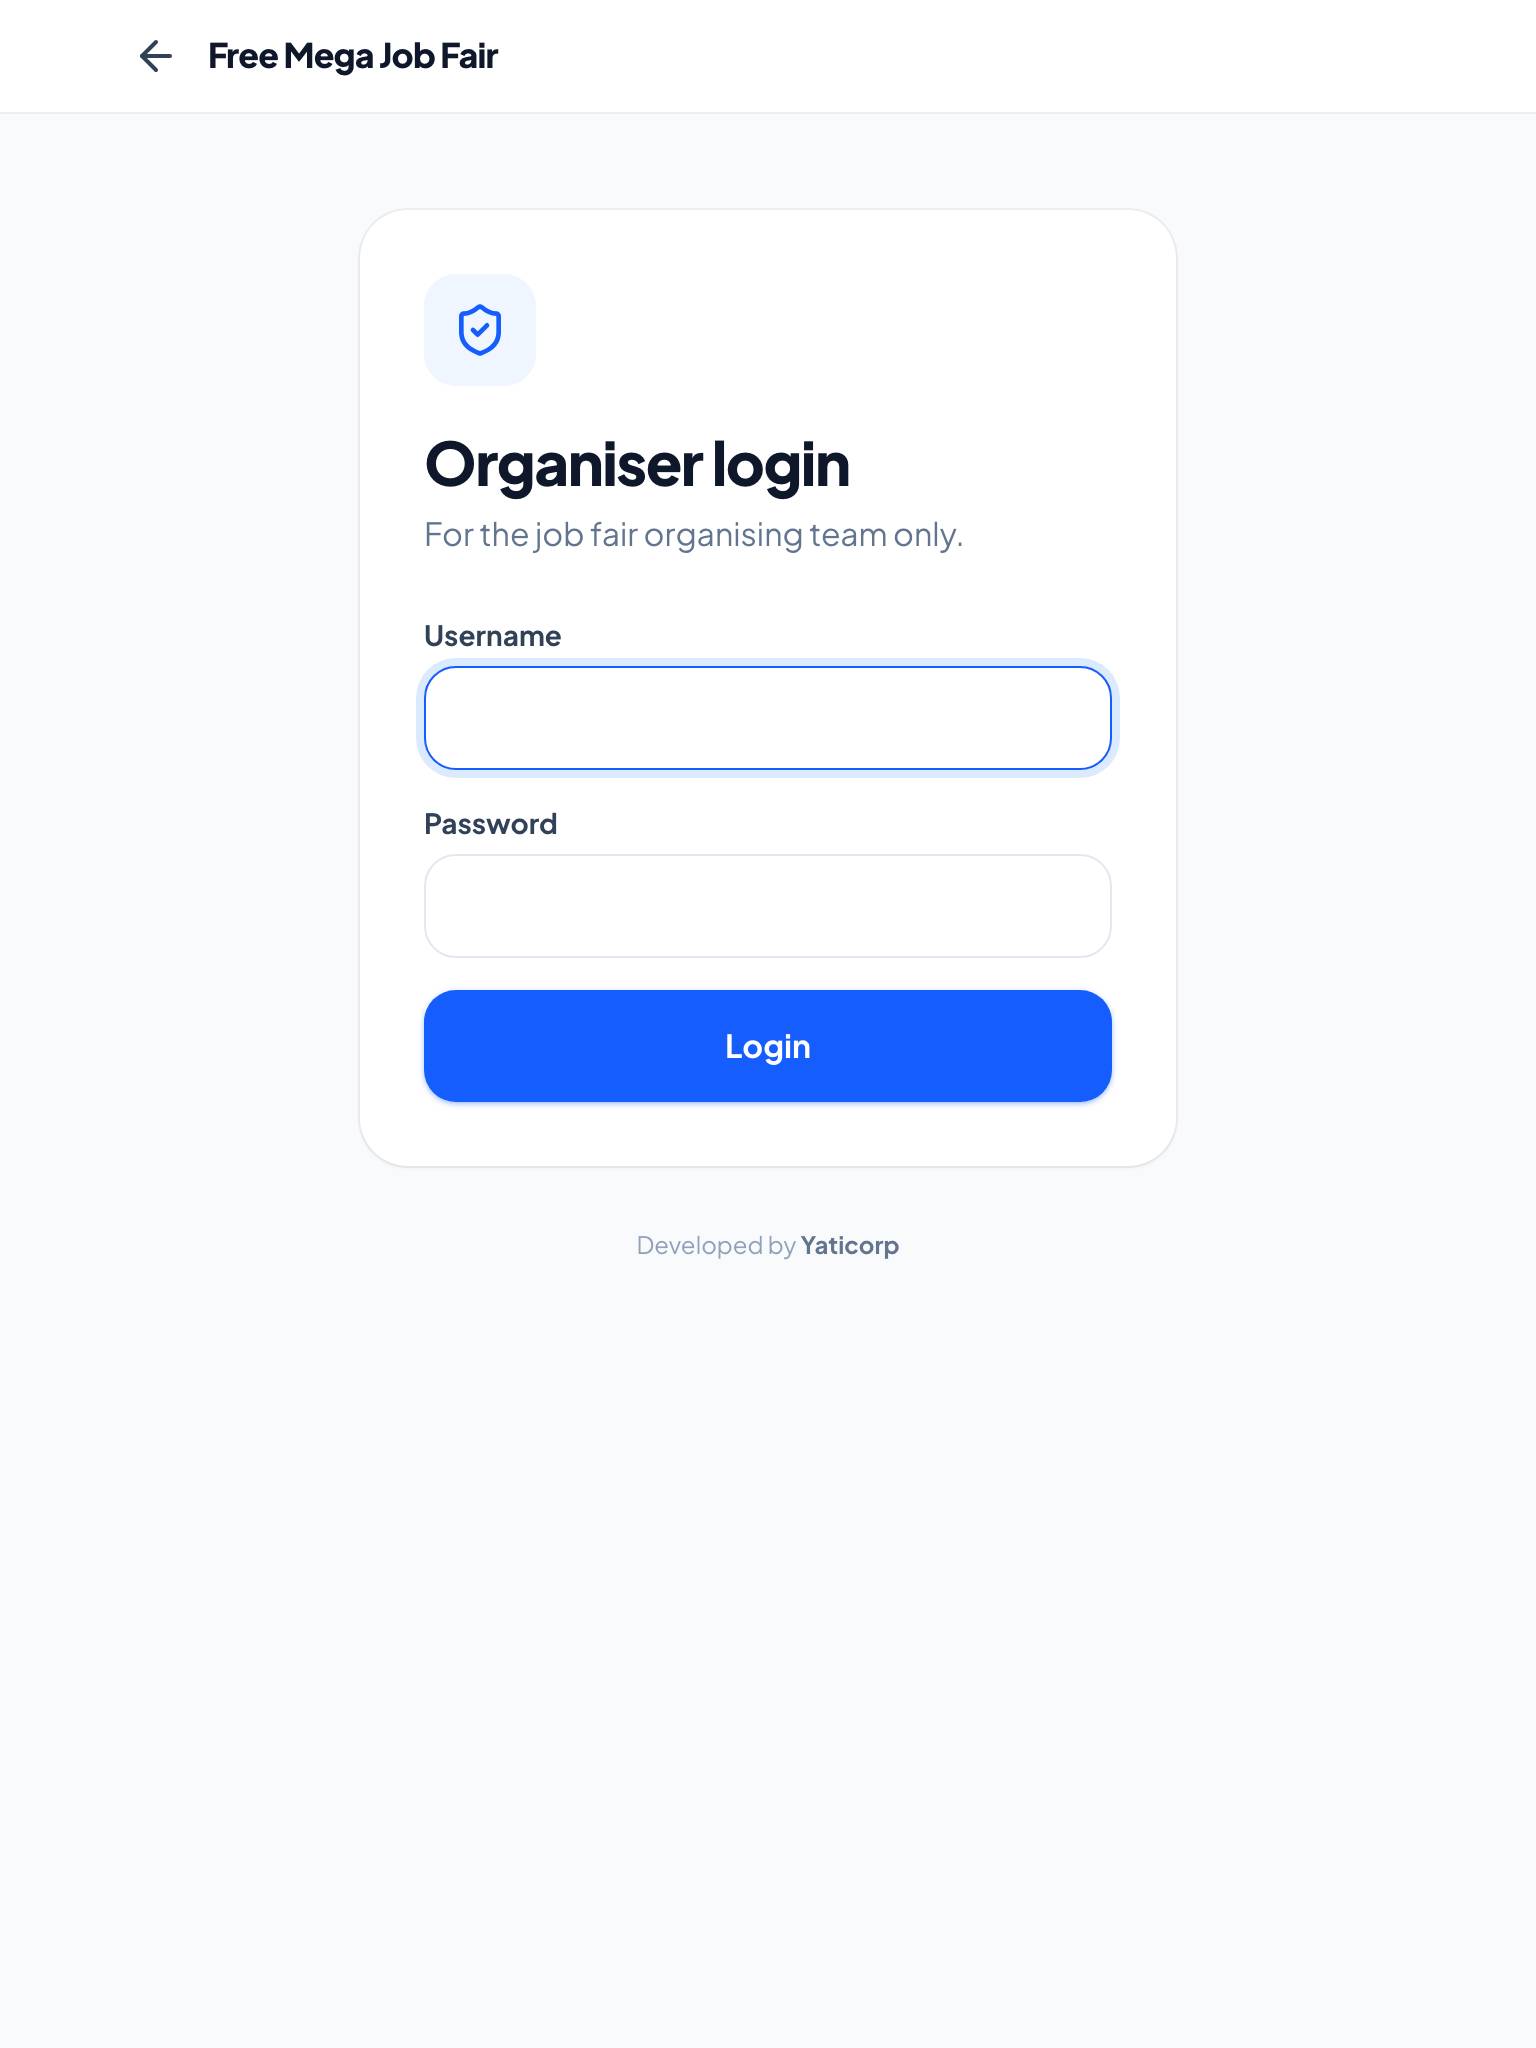 Free Mega Job Fair
Organiser login
For the job fair organising team only.
Username
Password
Login
Developed by Yaticorp